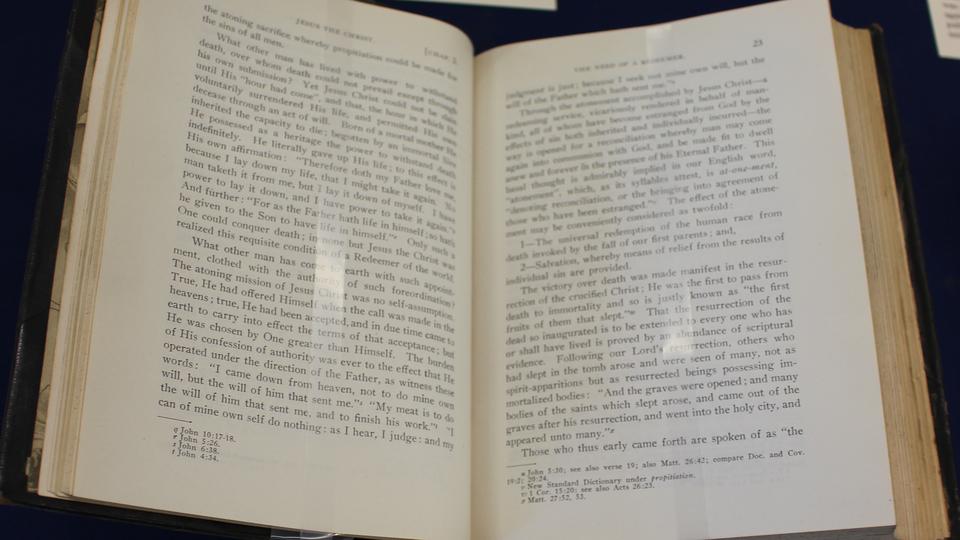 JESUS THE CHRIST
[CHAP. 3.
the atoning sacrifice whereby propitiation could be made for
the sins of all men.
What other man has lived with power to withstand
death, over whom death could not prevail except through
his own submission? Yet Jesus Christ could not be slain
until His "hour had come", and that, the hour in which He
voluntarily surrendered His life, and permitted His own
decease through an act of will. Born of a mortal mother He
inherited the capacity to die; begotten by an immortal Sire
He possessed as a heritage the power to withstand death
indefinitely. He literally gave up His life; to this effect is
His own affirmation: "Therefore doth my Father love me,
because I lay down my life, that I might take it again. No
man taketh it from me, but I lay it down of myself. I have
power to lay it down, and I have power to take it again."q
And further: "For as the Father hath life in himself; so hath
he given to the Son to have life in himself."r Only such a
One could conquer death; in none but Jesus the Christ was
realized this requisite condition of a Redeemer of the world.
What other man has come to earth with such appoint-
ment, clothed with the authority of such foreordination?
The atoning mission of Jesus Christ was no self-assumption.
True, He had offered Himself when the call was made in the
heavens; true, He had been accepted, and in due time came to
earth to carry into effect the terms of that acceptance; but
He was chosen by One greater than Himself. The burden
of His confession of authority was ever to the effect that He
operated under the direction of the Father, as witness these
words: "I came down from heaven, not to do mine own
will, but the will of him that sent me."s "My meat is to do
the will of him that sent me, and to finish his work."t "I
can of mine own self do nothing: as I hear, I judge: and my
q John 10:17-18.
r John 5:26.
s John 6:38.
t John 4:34.
THE NEED OF A REDEEMER.
23
judgment is just; because I seek not mine own will, but the
will of the Father which hath sent me."u
Through the atonement accomplished by Jesus Christ—a
redeeming service, vicariously rendered in behalf of man-
kind, all of whom have become estranged from God by the
effects of sin both inherited and individually incurred—the
way is opened for a reconciliation whereby man may come
again into communion with God, and be made fit to dwell
anew and forever in the presence of his Eternal Father. This
basal thought is admirably implied in our English word,
"atonement", which, as its syllables attest, is at-one-ment,
"denoting reconciliation, or the bringing into agreement of
those who have been estranged."v The effect of the atone-
ment may be conveniently considered as twofold:
1—The universal redemption of the human race from
death invoked by the fall of our first parents; and,
2—Salvation, whereby means of relief from the results of
individual sin are provided.
The victory over death was made manifest in the resur-
rection of the crucified Christ; He was the first to pass from
death to immortality and so is justly known as "the first
fruits of them that slept."w That the resurrection of the
dead so inaugurated is to be extended to every one who has
or shall have lived is proved by an abundance of scriptural
evidence. Following our Lord's resurrection, others who
had slept in the tomb arose and were seen of many, not as
spirit-apparitions but as resurrected beings possessing im-
mortalized bodies: "And the graves were opened; and many
bodies of the saints which slept arose, and came out of the
graves after his resurrection, and went into the holy city, and
appeared unto many."x
Those who thus early came forth are spoken of as "the
u John 5:30; see also verse 19; also Matt. 26:42; compare Doc. and Cov.
19:2; 20:24.
v New Standard Dictionary under propitiation.
w 1 Cor. 15:20; see also Acts 26:23.
x Matt. 27:52, 53.